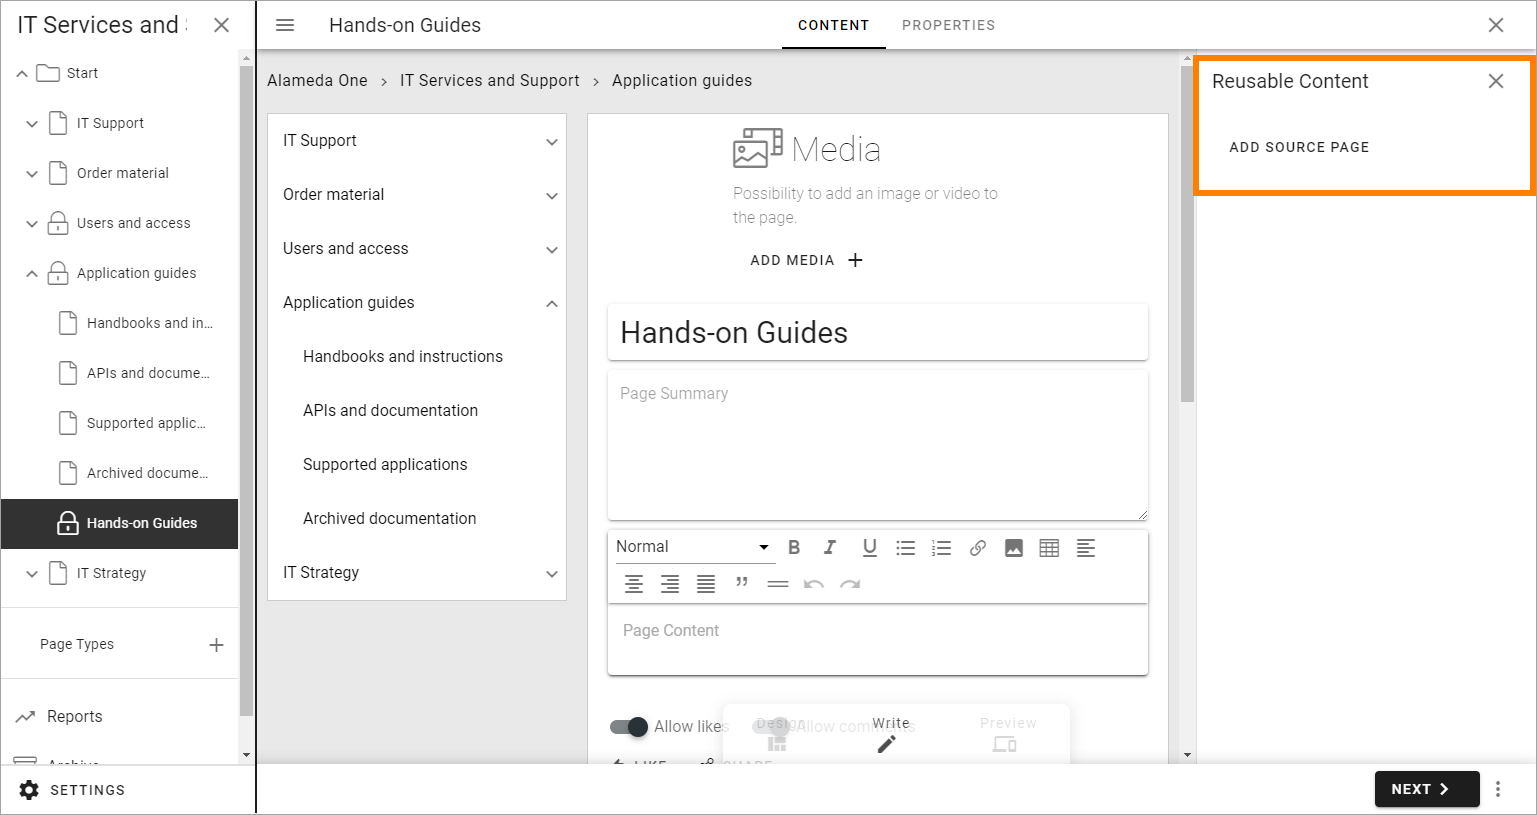 IT Services and
Start
IT Support
Order material
Users and access
Application guides
Handbooks and in...
APIs and docume...
Supported applic...
Archived docume...
Hands-on Guides
IT Strategy
Page Types
Reports
Archive
SETTINGS
Hands-on Guides
CONTENT
PROPERTIES
Alameda One > IT Services and Support > Application guides
IT Support
Order material
Users and access
Application guides
Handbooks and instructions
APIs and documentation
Supported applications
Archived documentation
IT Strategy
Media
Possibility to add an image or video to
the page.
ADD MEDIA +
Hands-on Guides
Page Summary
Normal
B I U
Page Content
Allow likes
Allow comments
Design
Write
Preview
LIKE
SHARE
Reusable Content
ADD SOURCE PAGE
NEXT